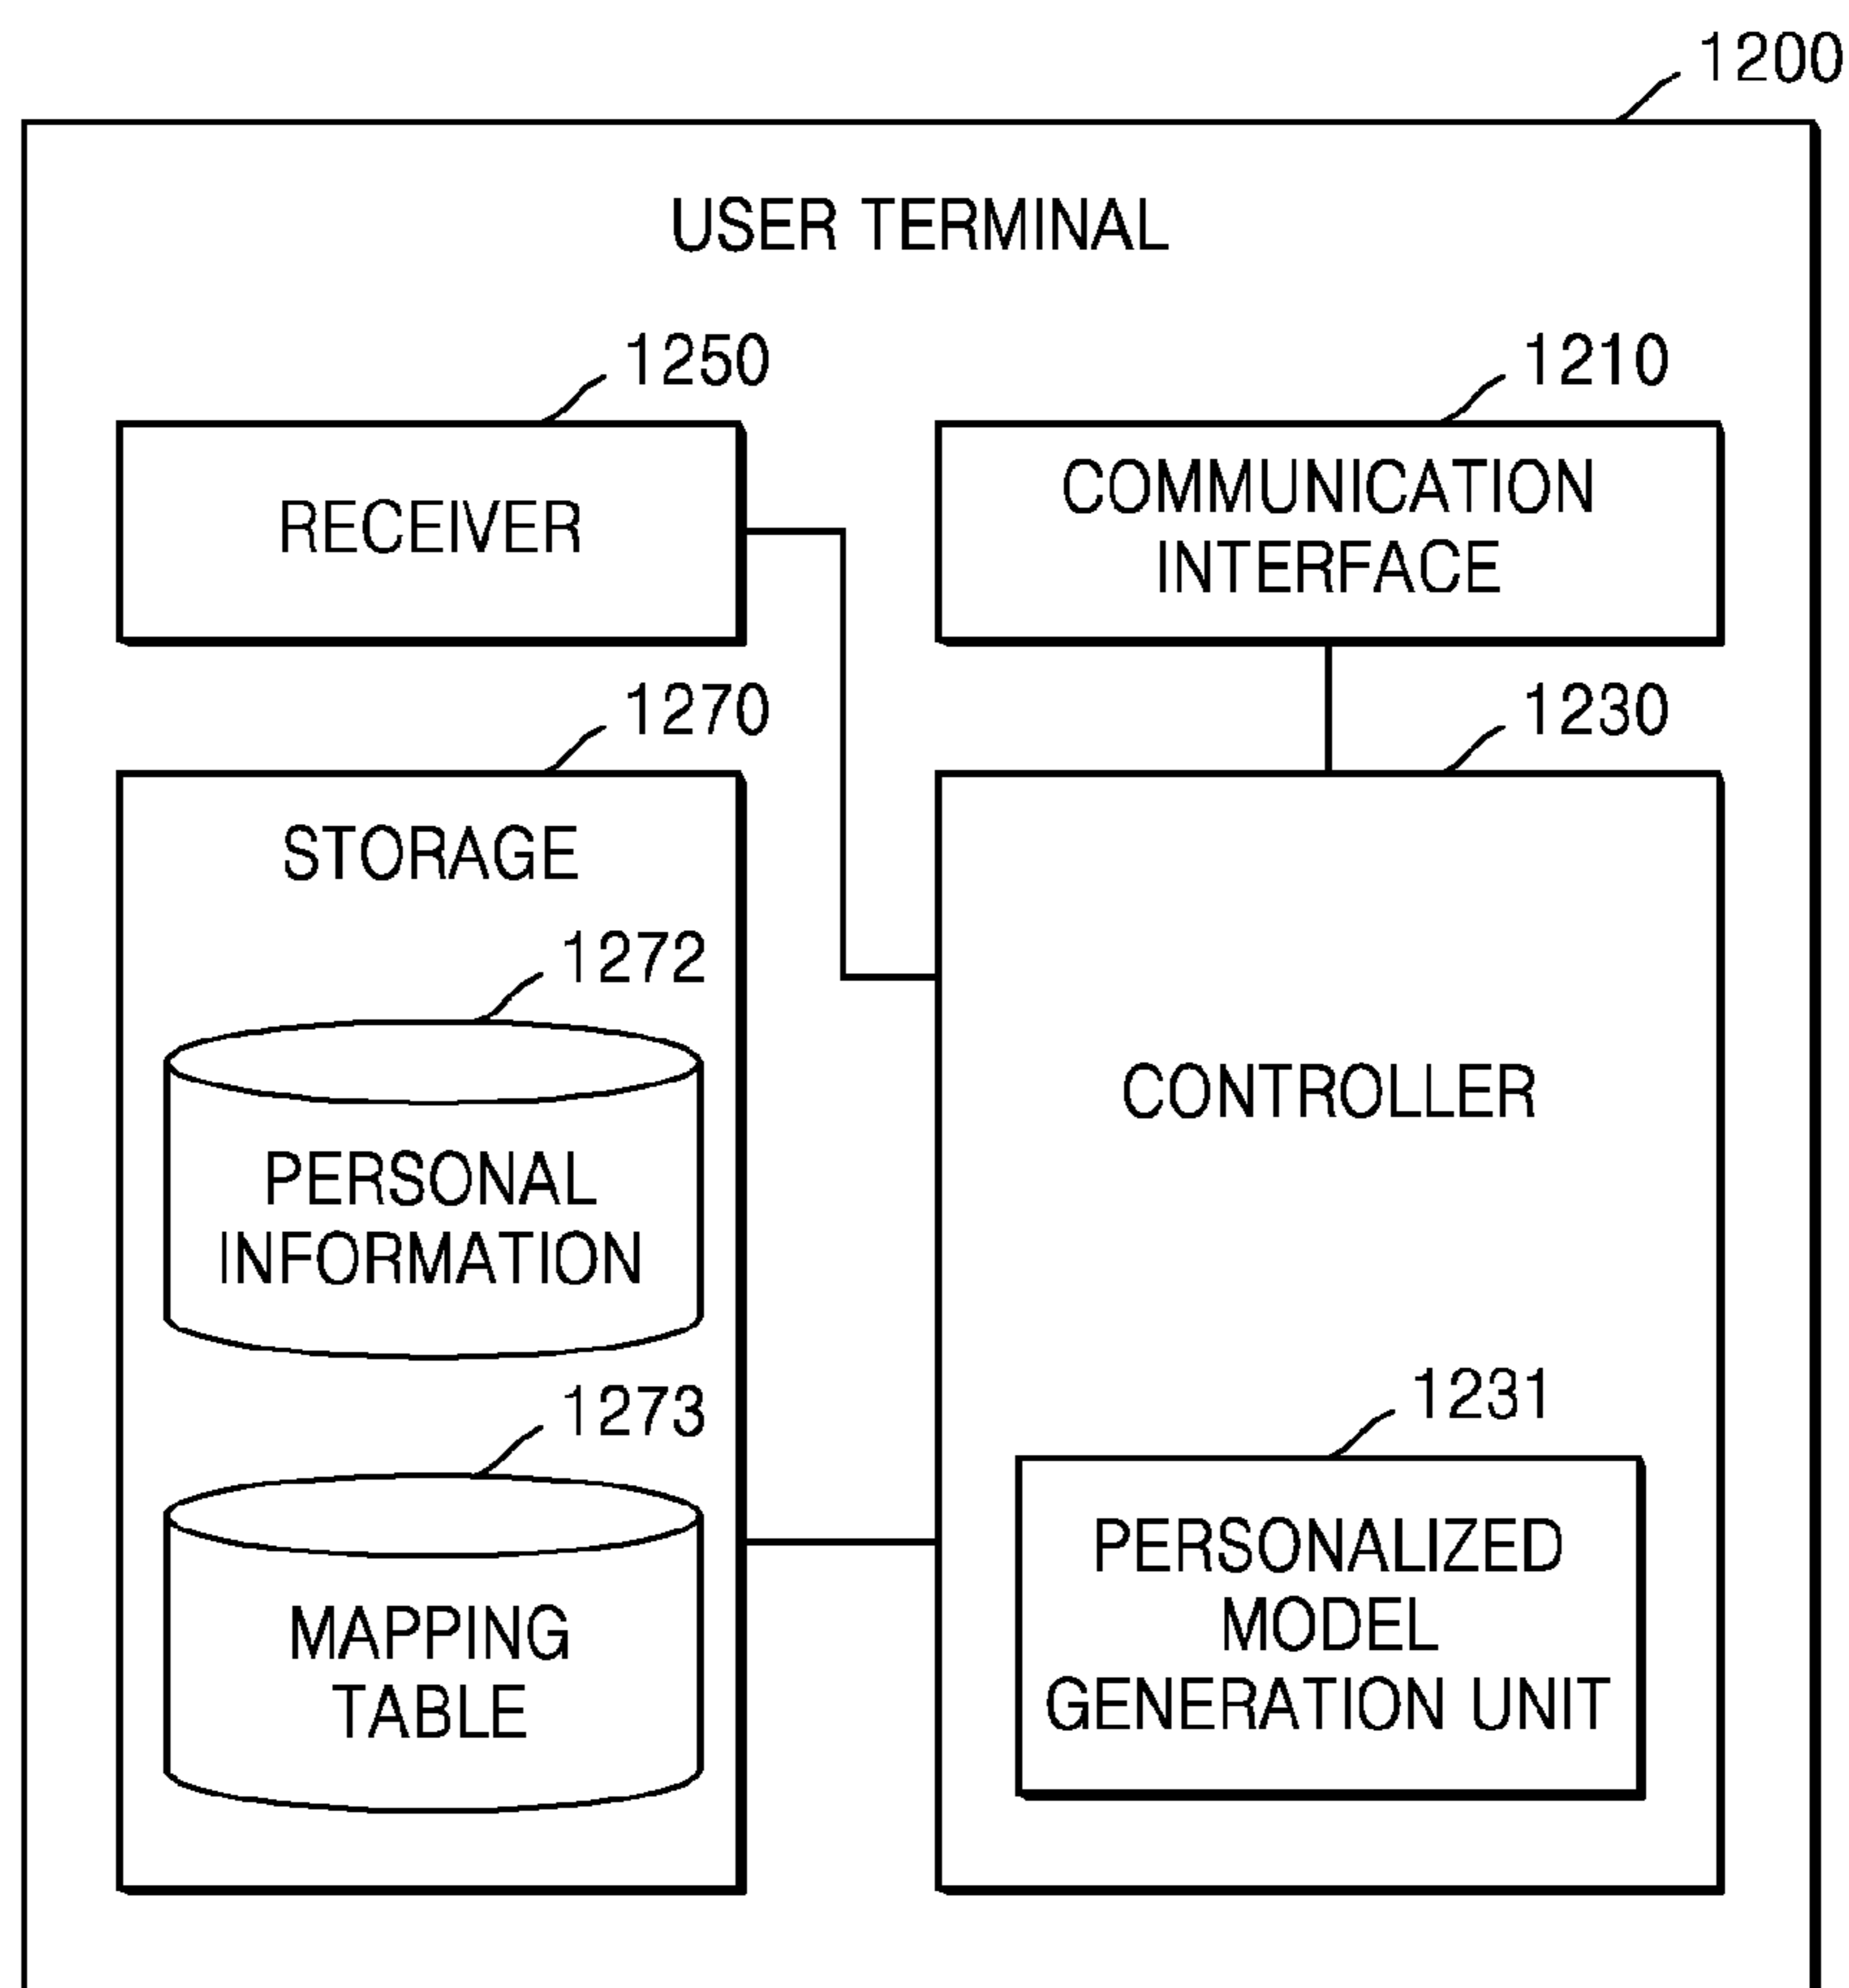 1200
USER TERMINAL
1250
RECEIVER
1210
COMMUNICATION
INTERFACE
1270
STORAGE
1272
PERSONAL
INFORMATION
1273
MAPPING
TABLE
1230
CONTROLLER
1231
PERSONALIZED
MODEL
GENERATION UNIT